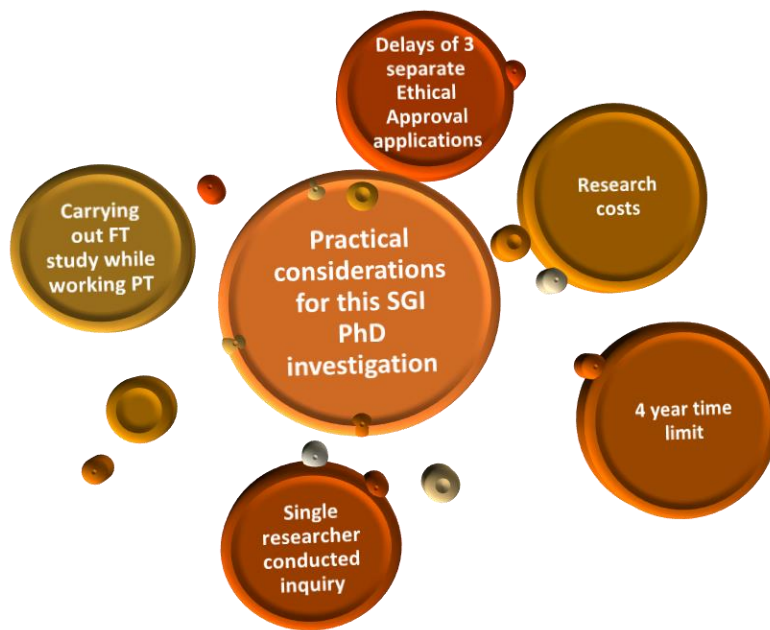 Delays of 3
separate
Ethical
Approval
applications
Research
costs
Carrying
out FT
study while
working PT
Practical
considerations
for this SGI
PhD
investigation
4 year time
limit
Single
researcher
conducted
inquiry